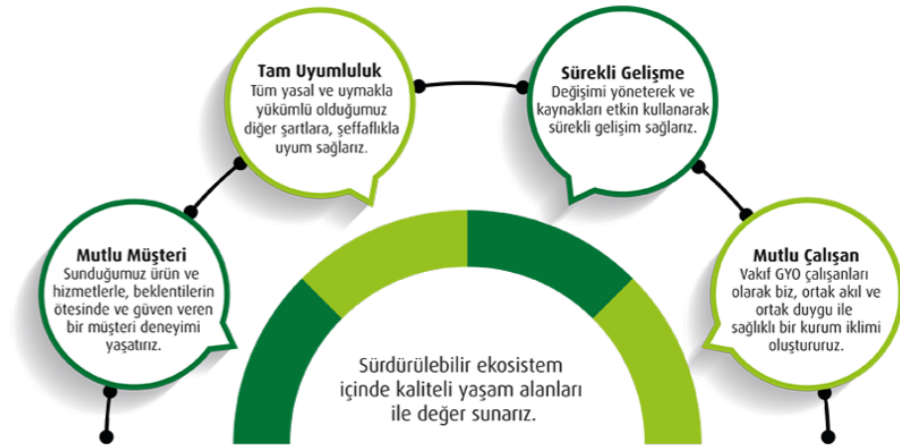 Tam Uyumluluk
Tüm yasal ve uymakla
yükümlü olduğumuz
diğer şartlara, şeffaflıkla
uyum sağlarız.
Sürekli Gelişme
Değişimi yöneterek ve
kaynakları etkin kullanarak
sürekli gelişim sağlarız.
Mutlu Müşteri
Sunduğumuz ürün ve
hizmetlerle, beklentilerin
ötesinde ve güven veren
bir müşteri deneyimi
yaşatırız.
Mutlu Çalışan
Vakıf GYO çalışanları
olarak biz, ortak akıl ve
ortak duygu ile
sağlıklı bir kurum iklimi
oluştururuz.
Sürdürülebilir ekosistem
içinde kaliteli yaşam alanları
ile değer sunarız.